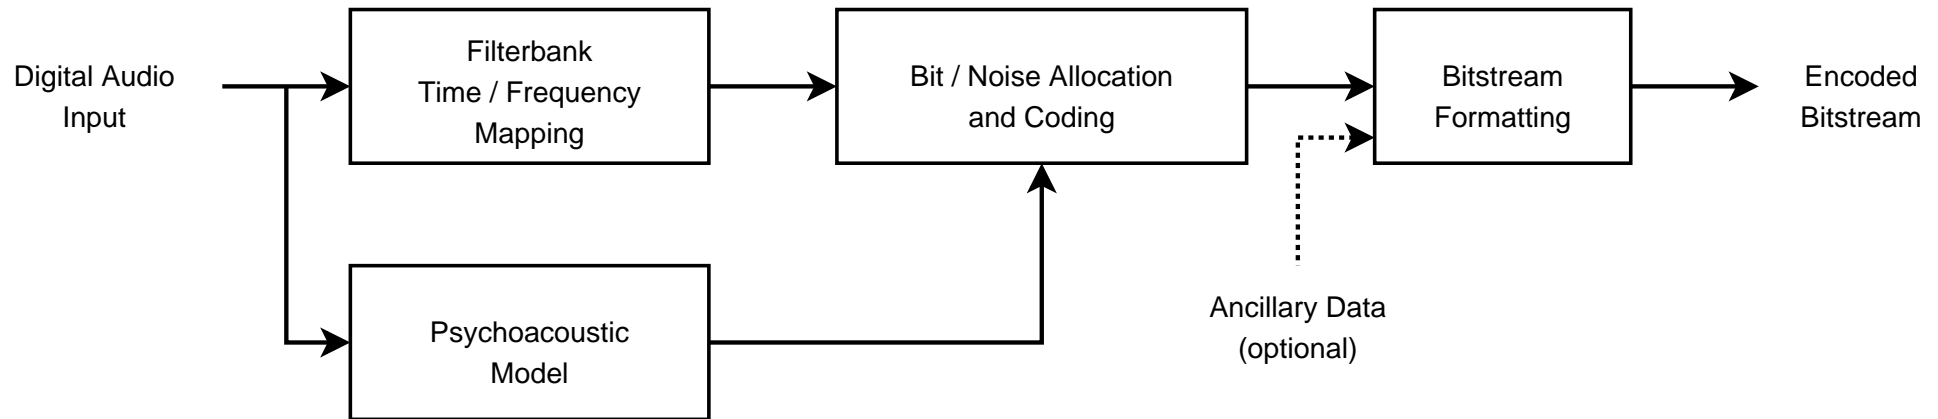 Digital Audio
Input
Filterbank
Time / Frequency
Mapping
Bit / Noise Allocation
and Coding
Bitstream
Formatting
Encoded
Bitstream
Psychoacoustic
Model
Ancillary Data
(optional)